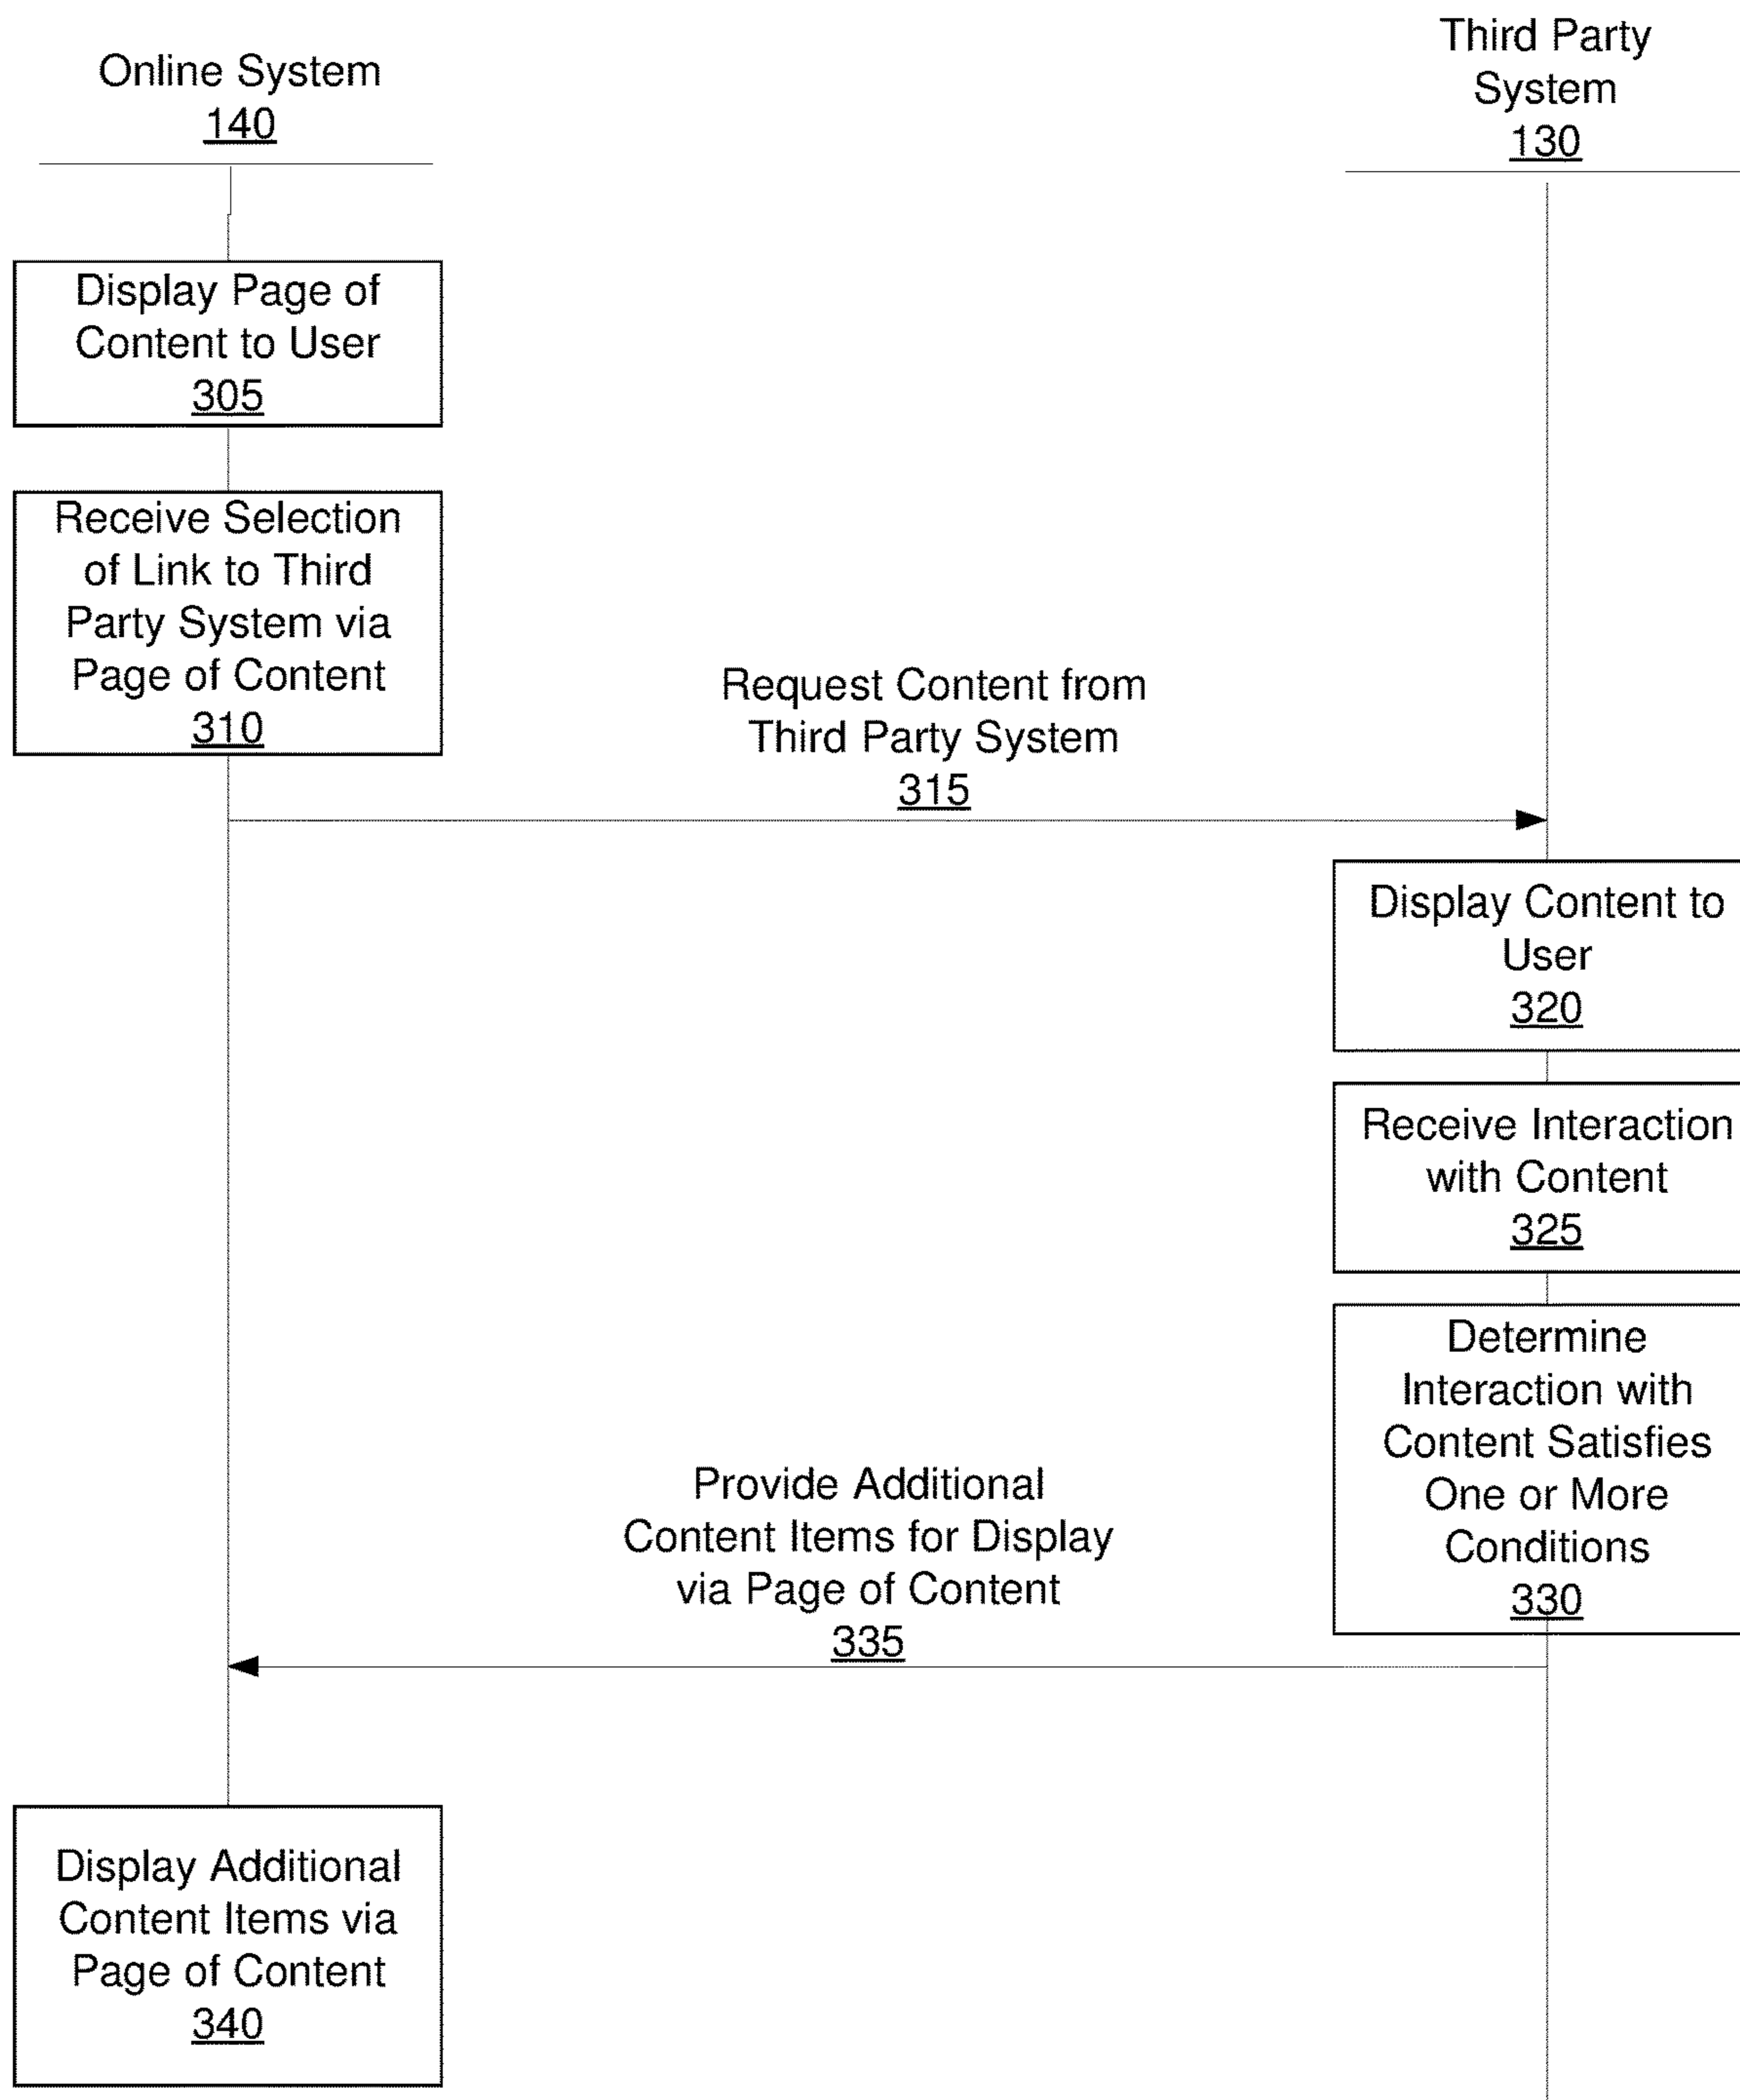 Online System
140
Third Party
System
130
Display Page of
Content to User
305
Receive Selection
of Link to Third
Party System via
Page of Content
310
Request Content from
Third Party System
315
Display Content to
User
320
Receive Interaction
with Content
325
Determine
Interaction with
Content Satisfies
One or More
Conditions
330
Provide Additional
Content Items for Display
via Page of Content
335
Display Additional
Content Items via
Page of Content
340